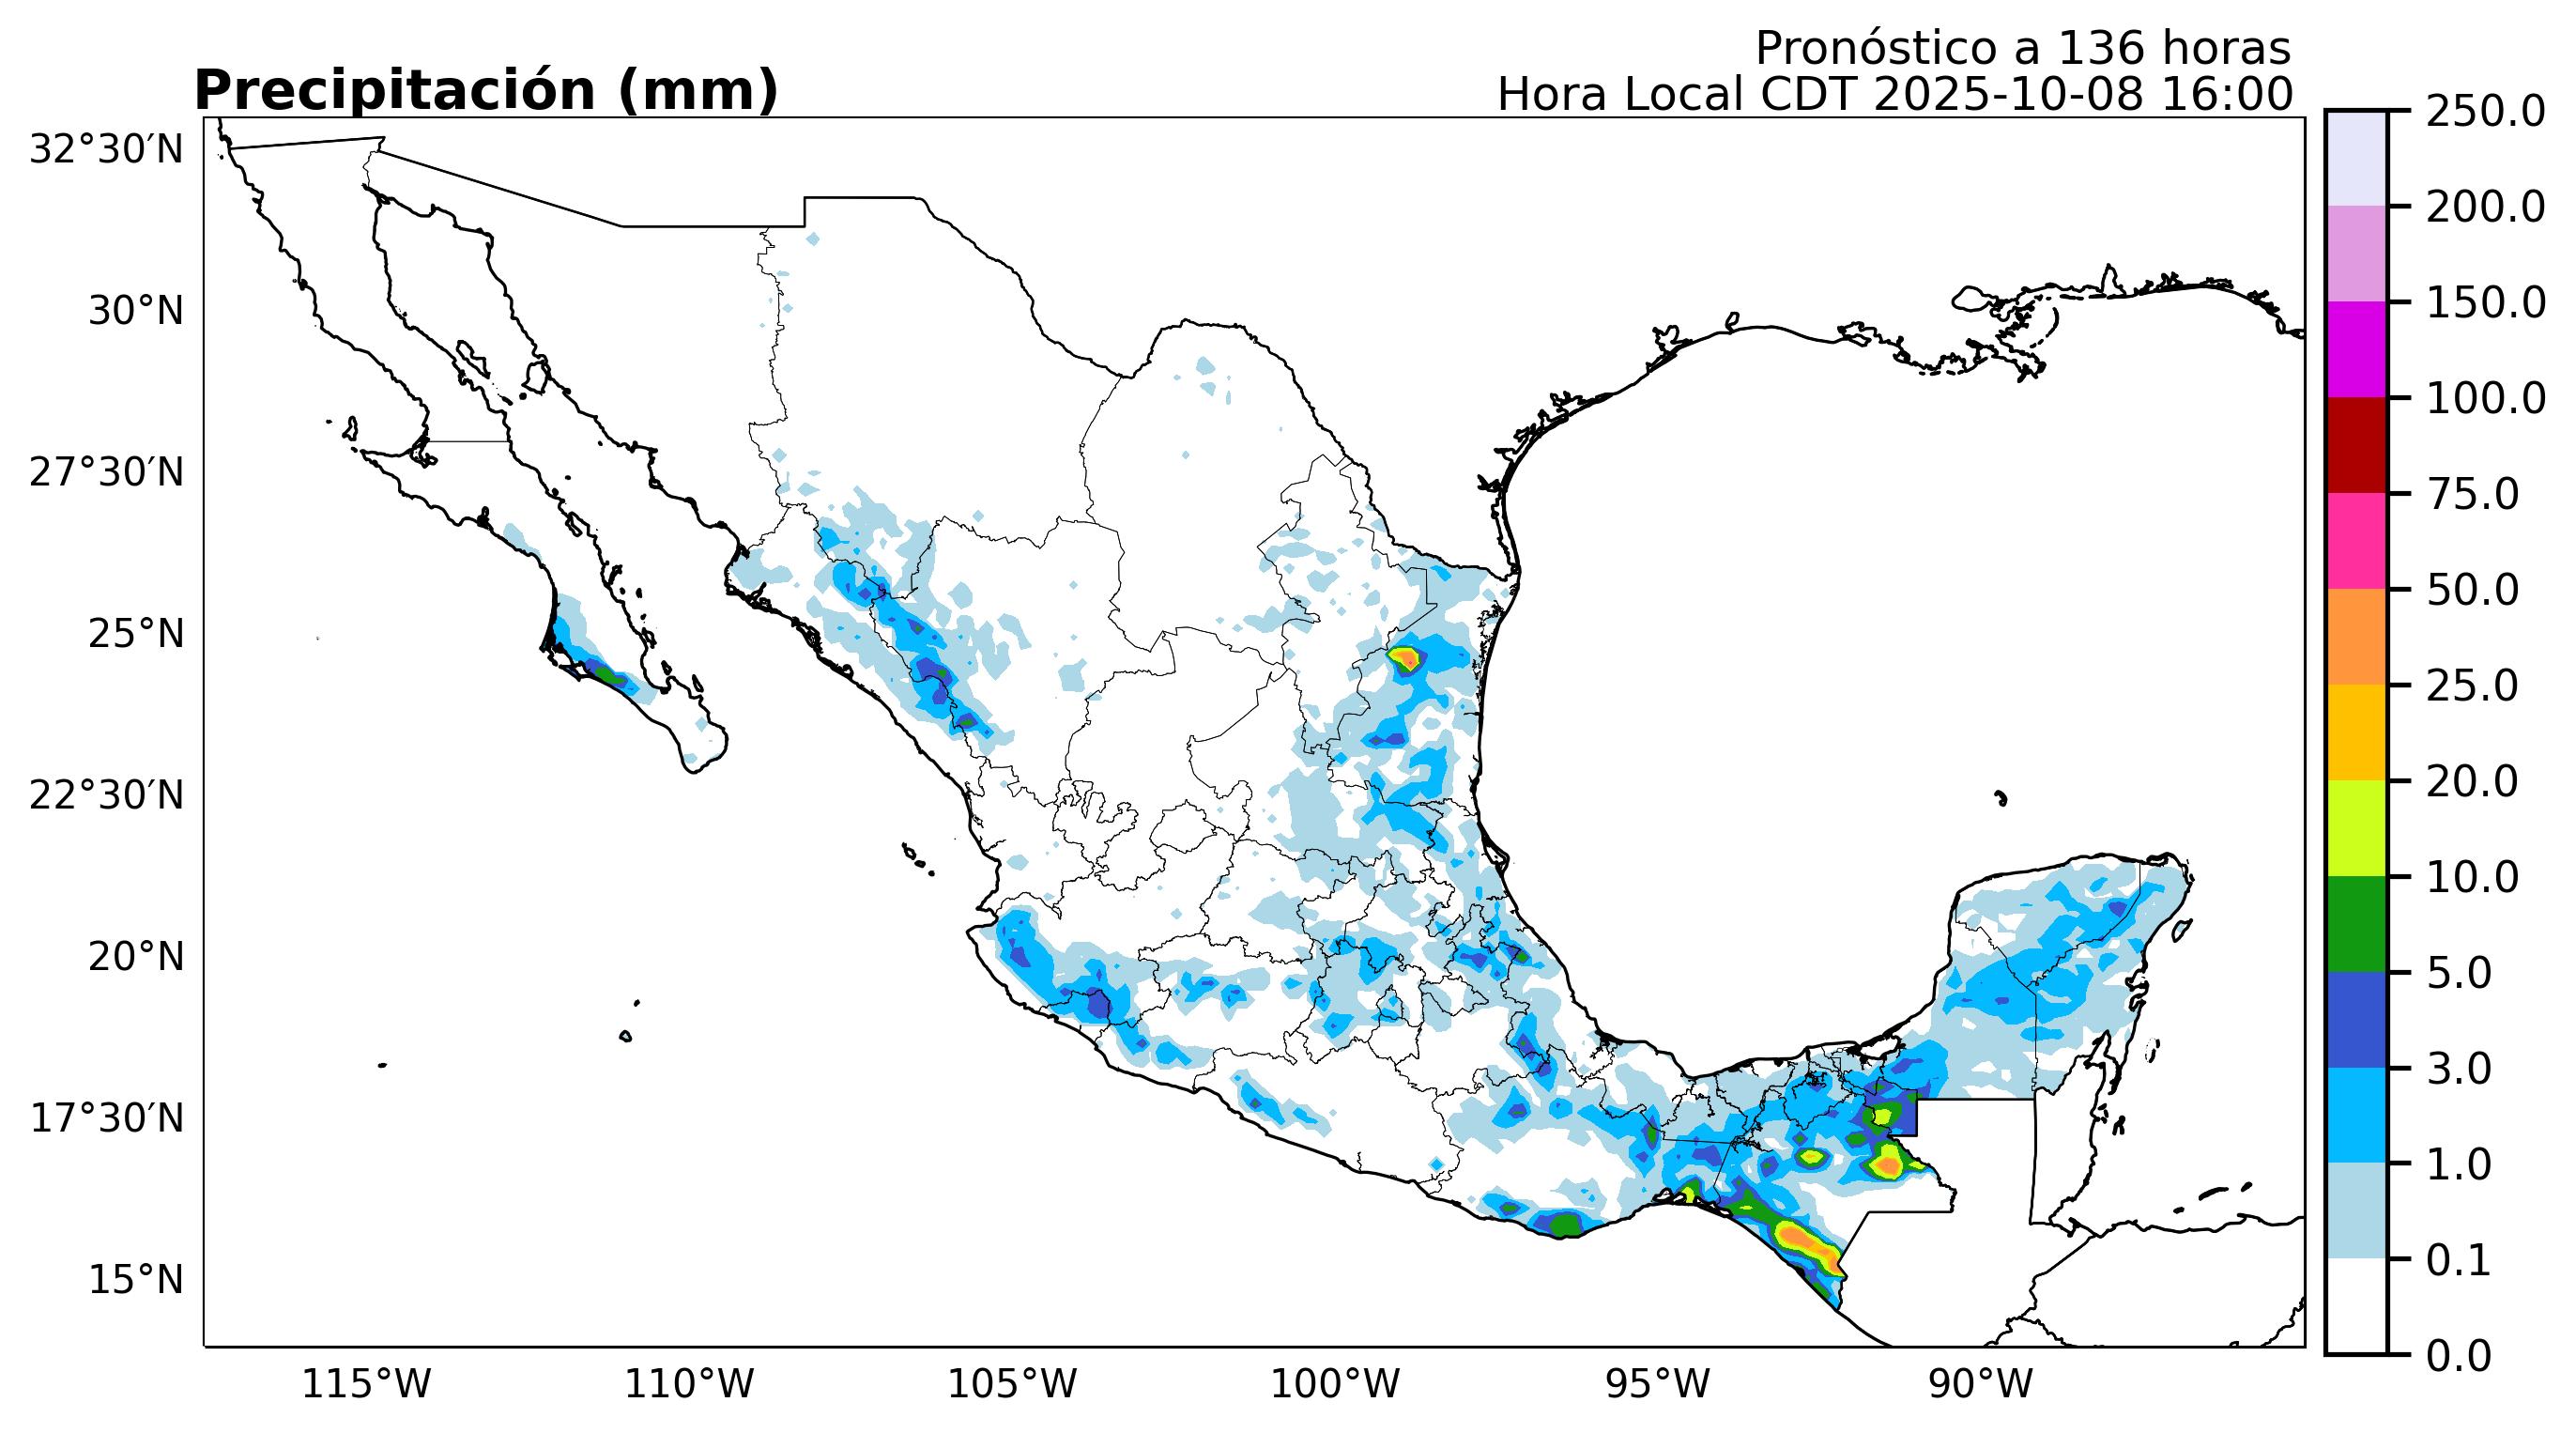 Pronóstico a 136 horas
Precipitación (mm)
Hora Local CDT 2025-10-08 16:00
32°30′N
30°N
27°30′N
25°N
22°30′N
20°N
17°30′N
15°N
115°W
110°W
105°W
100°W
95°W
90°W
250.0
200.0
150.0
100.0
75.0
50.0
25.0
20.0
10.0
5.0
3.0
1.0
0.1
0.0